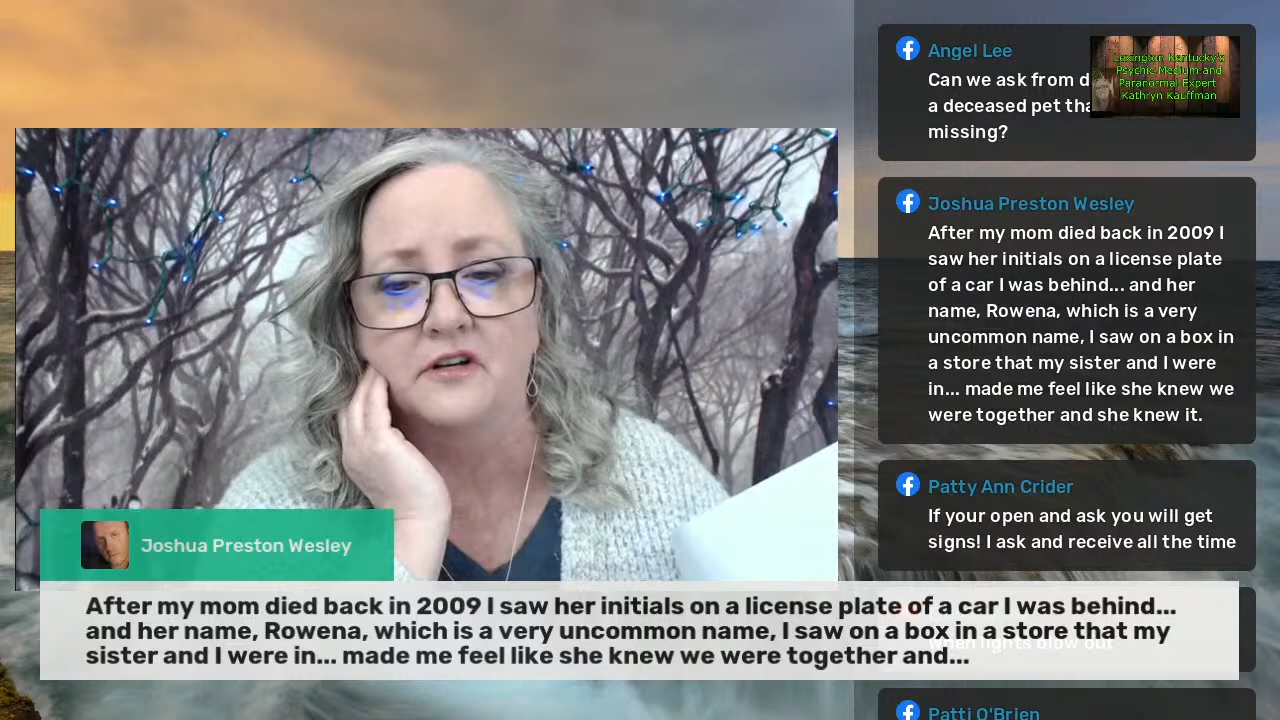 Angel Lee
Can we ask from d
a deceased pet tha
missing?
Lexington Kentucky's
Psychic Medium and
Paranormal Expert
Kathryn Kauffman
Joshua Preston Wesley
After my mom died back in 2009 I
saw her initials on a license plate
of a car I was behind... and her
name, Rowena, which is a very
uncommon name, I saw on a box in
a store that my sister and I were
in... made me feel like she knew we
were together and she knew it.
Patty Ann Crider
If your open and ask you will get
signs! I ask and receive all the time
when lights blow out
Patti O'Brien
Joshua Preston Wesley
After my mom died back in 2009 I saw her initials on a license plate of a car I was behind...
and her name, Rowena, which is a very uncommon name, I saw on a box in a store that my
sister and I were in... made me feel like she knew we were together and...